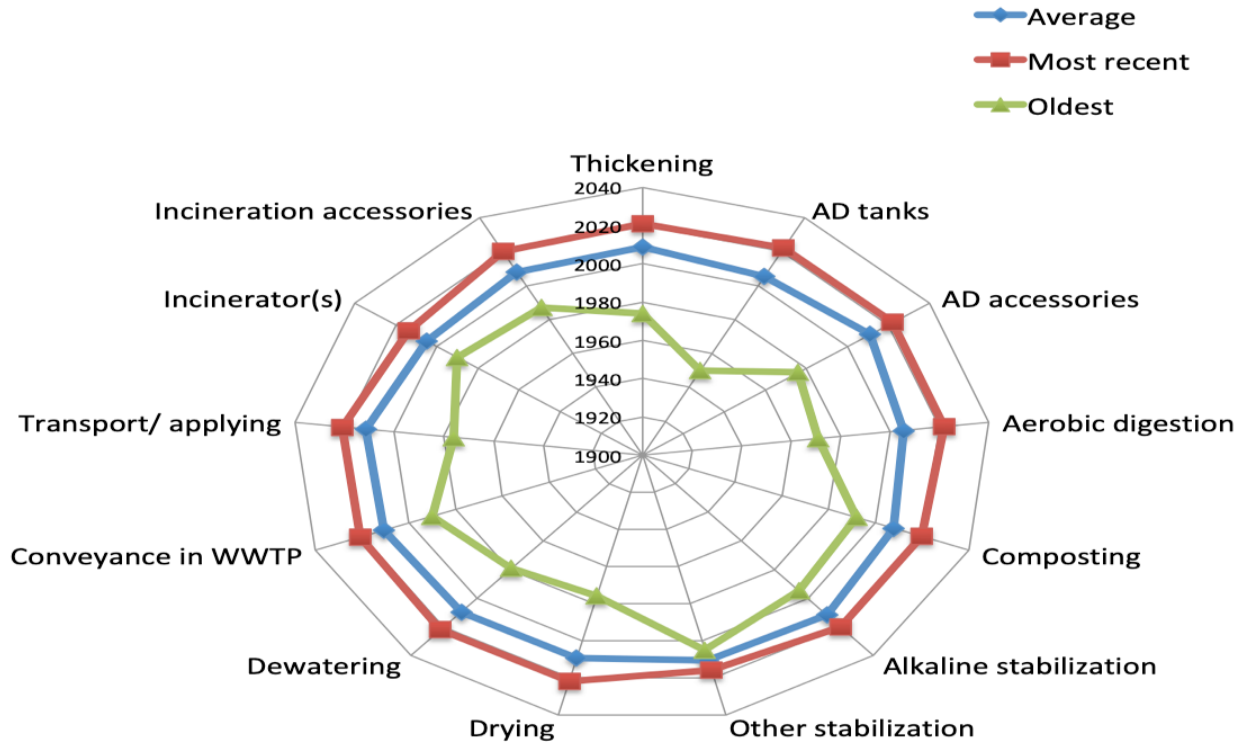 Average
Most recent
Oldest
Thickening
2040
2020
2000
1980
1960
1940
1920
1900
AD tanks
AD accessories
Aerobic digestion
Composting
Alkaline stabilization
Other stabilization
Drying
Dewatering
Conveyance in WWTP
Transport/ applying
Incinerator(s)
Incineration accessories